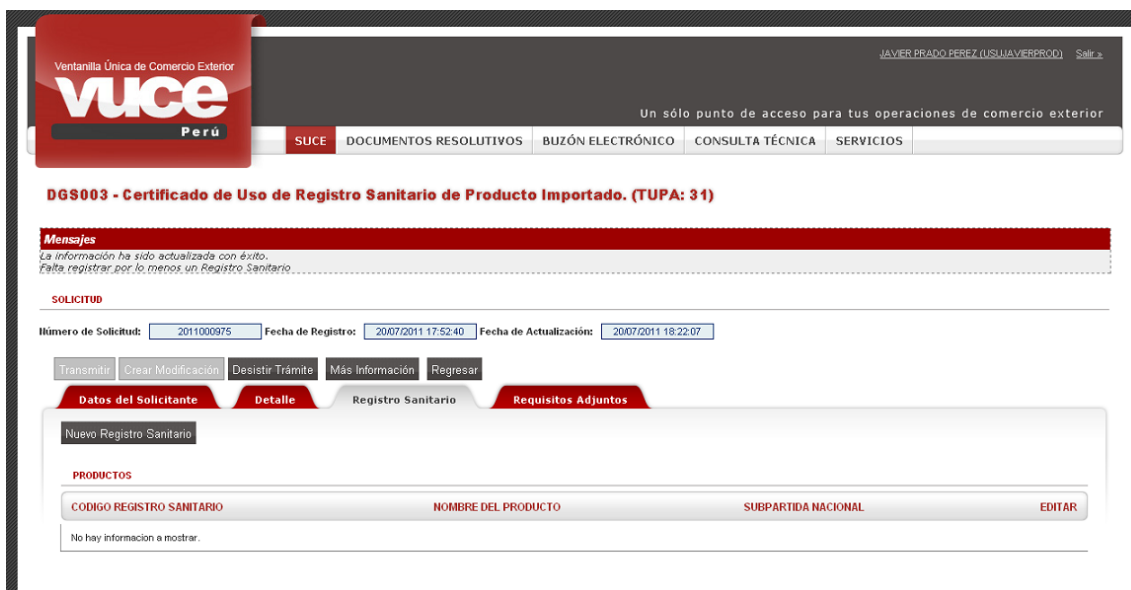 JAVIER PRADO PEREZ (USUJAVIERPROD) Salir »
Ventanilla Única de Comercio Exterior
vuce
Perú
Un sólo punto de acceso para tus operaciones de comercio exterior
SUCE DOCUMENTOS RESOLUTIVOS BUZÓN ELECTRÓNICO CONSULTA TÉCNICA SERVICIOS
DGS003 - Certificado de Uso de Registro Sanitario de Producto Importado. (TUPA: 31)
Mensajes
La información ha sido actualizada con éxito.
Falta registrar por lo menos un Registro Sanitario
SOLICITUD
Número de Solicitud: 2011000975 Fecha de Registro: 20/07/2011 17:52:40 Fecha de Actualización: 20/07/2011 18:22:07
Transmitir Crear Modificación Desistir Trámite Más Información Regresar
Datos del Solicitante Detalle Registro Sanitario Requisitos Adjuntos
Nuevo Registro Sanitario
PRODUCTOS
CODIGO REGISTRO SANITARIO NOMBRE DEL PRODUCTO SUBPARTIDA NACIONAL EDITAR
No hay informacion a mostrar.